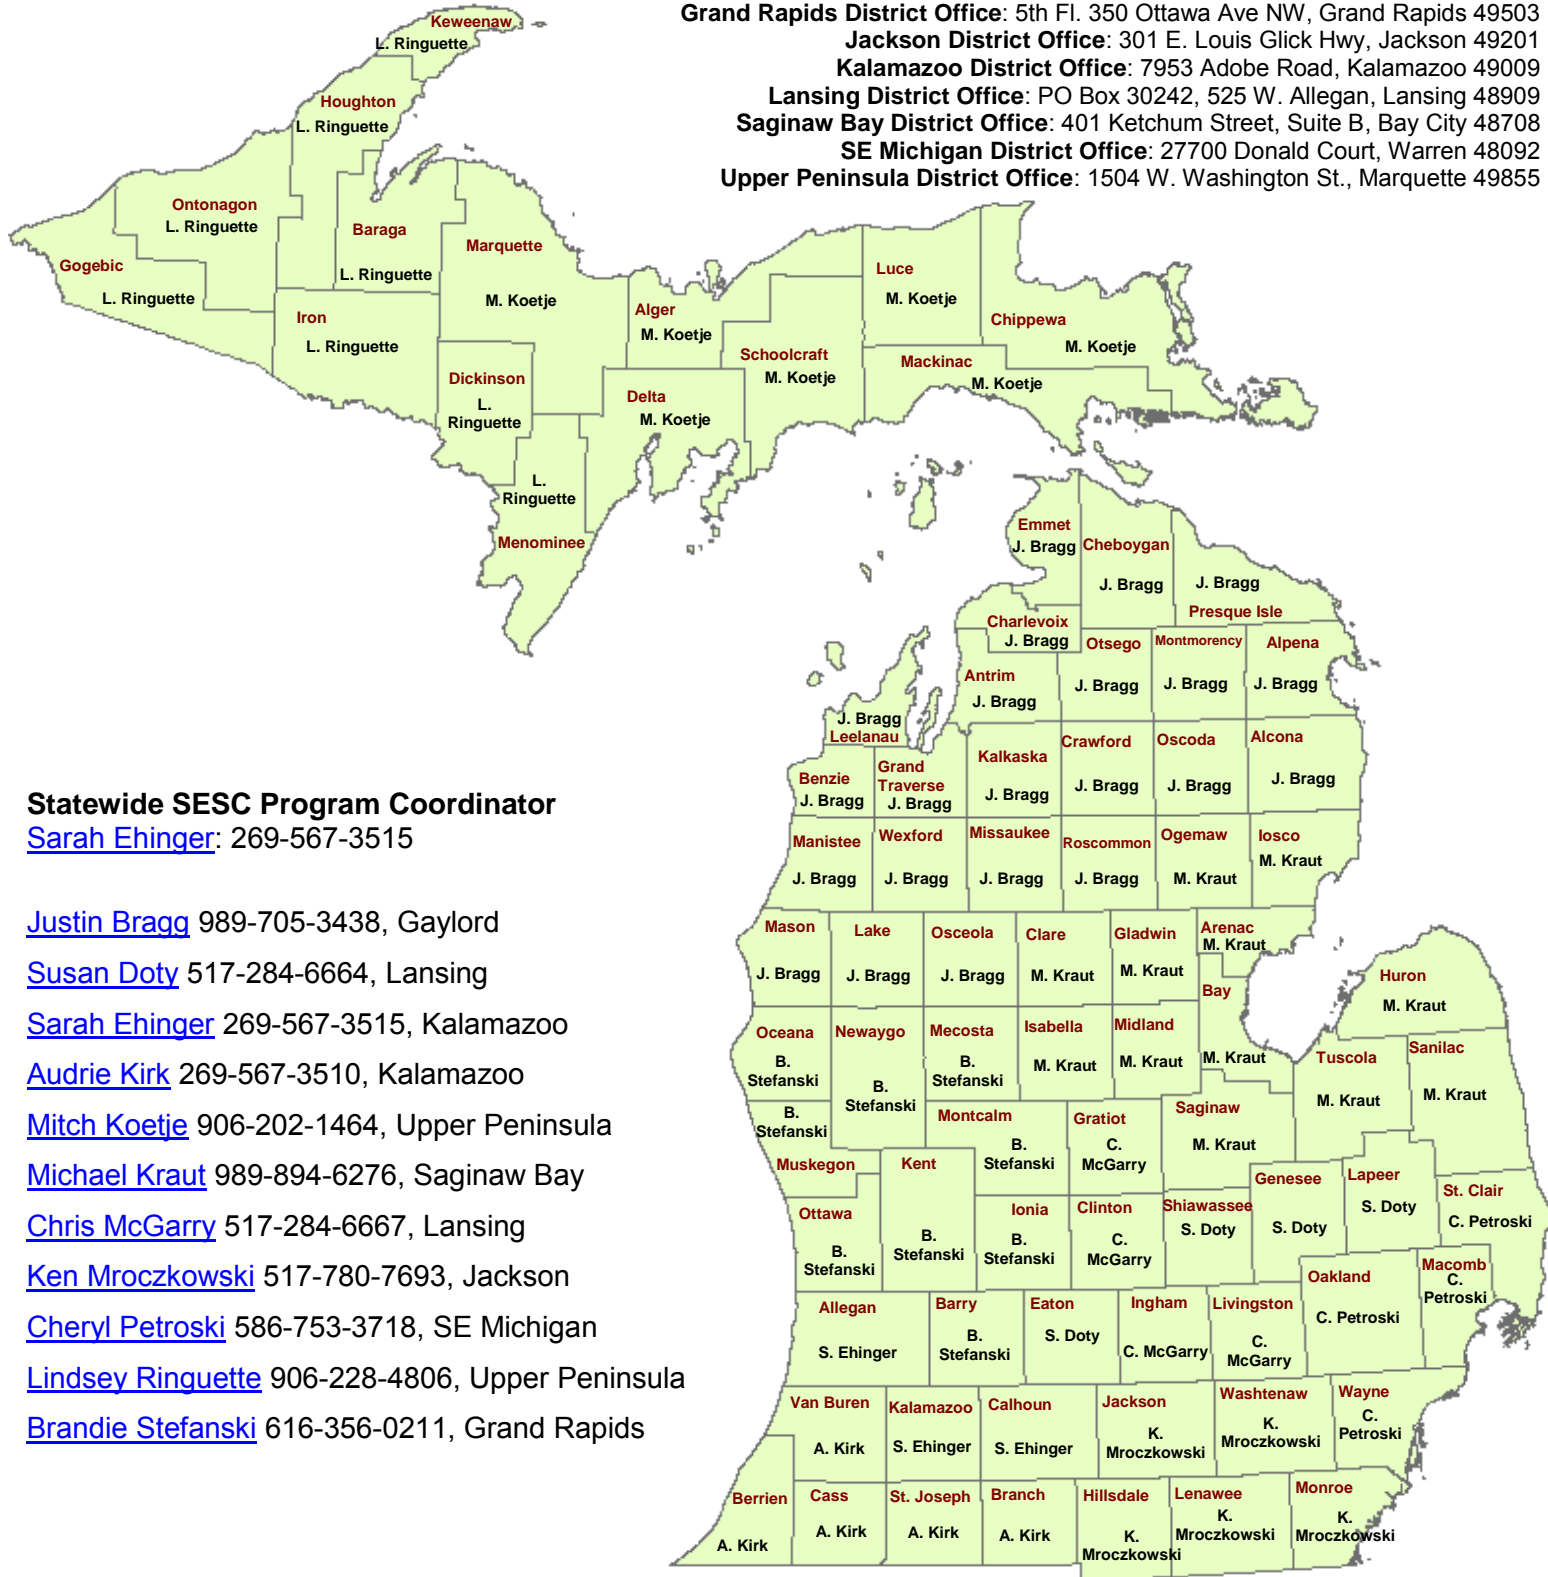 Grand Rapids District Office: 5th Fl. 350 Ottawa Ave NW, Grand Rapids 49503
Jackson District Office: 301 E. Louis Glick Hwy, Jackson 49201
Kalamazoo District Office: 7953 Adobe Road, Kalamazoo 49009
Lansing District Office: PO Box 30242, 525 W. Allegan, Lansing 48909
Saginaw Bay District Office: 401 Ketchum Street, Suite B, Bay City 48708
SE Michigan District Office: 27700 Donald Court, Warren 48092
Upper Peninsula District Office: 1504 W. Washington St., Marquette 49855
Keweenaw
L. Ringuette
Houghton
L. Ringuette
Ontonagon
L. Ringuette
Baraga
L. Ringuette
Gogebic
L. Ringuette
Marquette
M. Koetje
Iron
L. Ringuette
Alger
M. Koetje
Luce
M. Koetje
Chippewa
M. Koetje
Schoolcraft
M. Koetje
Mackinac
M. Koetje
Dickinson
L.
Ringuette
Delta
M. Koetje
L.
Ringuette
Menominee
Emmet
J. Bragg
Cheboygan
J. Bragg
J. Bragg
Presque Isle
Charlevoix
J. Bragg
Otsego
J. Bragg
Montmorency
J. Bragg
Alpena
J. Bragg
Antrim
J. Bragg
J. Bragg
Leelanau
Benzie
J. Bragg
Grand
Traverse
J. Bragg
Kalkaska
J. Bragg
Crawford
J. Bragg
Oscoda
J. Bragg
Alcona
J. Bragg
Manistee
J. Bragg
Wexford
J. Bragg
Missaukee
J. Bragg
Roscommon
J. Bragg
Ogemaw
M. Kraut
Iosco
M. Kraut
Mason
J. Bragg
Lake
J. Bragg
Osceola
J. Bragg
Clare
M. Kraut
Gladwin
M. Kraut
Arenac
M. Kraut
Bay
M. Kraut
Huron
M. Kraut
Oceana
B.
Stefanski
Newaygo
B.
Stefanski
Mecosta
B.
Stefanski
Isabella
M. Kraut
Midland
M. Kraut
Tuscola
M. Kraut
Sanilac
M. Kraut
B.
Stefanski
Muskegon
Montcalm
B.
Stefanski
Gratiot
C.
McGarry
Saginaw
M. Kraut
Kent
B.
Stefanski
Ottawa
B.
Stefanski
Ionia
B.
Stefanski
Clinton
C.
McGarry
Shiawassee
S. Doty
Genesee
S. Doty
Lapeer
S. Doty
St. Clair
C. Petroski
Allegan
S. Ehinger
Barry
B.
Stefanski
Eaton
S. Doty
Ingham
C. McGarry
Livingston
C.
McGarry
Oakland
C. Petroski
Macomb
C.
Petroski
Van Buren
A. Kirk
Kalamazoo
S. Ehinger
Calhoun
S. Ehinger
Jackson
K.
Mroczkowski
Washtenaw
K.
Mroczkowski
Wayne
C.
Petroski
Berrien
A. Kirk
Cass
A. Kirk
St. Joseph
A. Kirk
Branch
A. Kirk
Hillsdale
K.
Mroczkowski
Lenawee
K.
Mroczkowski
Monroe
K.
Mroczkowski
Statewide SESC Program Coordinator
Sarah Ehinger: 269-567-3515
Justin Bragg 989-705-3438, Gaylord
Susan Doty 517-284-6664, Lansing
Sarah Ehinger 269-567-3515, Kalamazoo
Audrie Kirk 269-567-3510, Kalamazoo
Mitch Koetje 906-202-1464, Upper Peninsula
Michael Kraut 989-894-6276, Saginaw Bay
Chris McGarry 517-284-6667, Lansing
Ken Mroczkowski 517-780-7693, Jackson
Cheryl Petroski 586-753-3718, SE Michigan
Lindsey Ringuette 906-228-4806, Upper Peninsula
Brandie Stefanski 616-356-0211, Grand Rapids